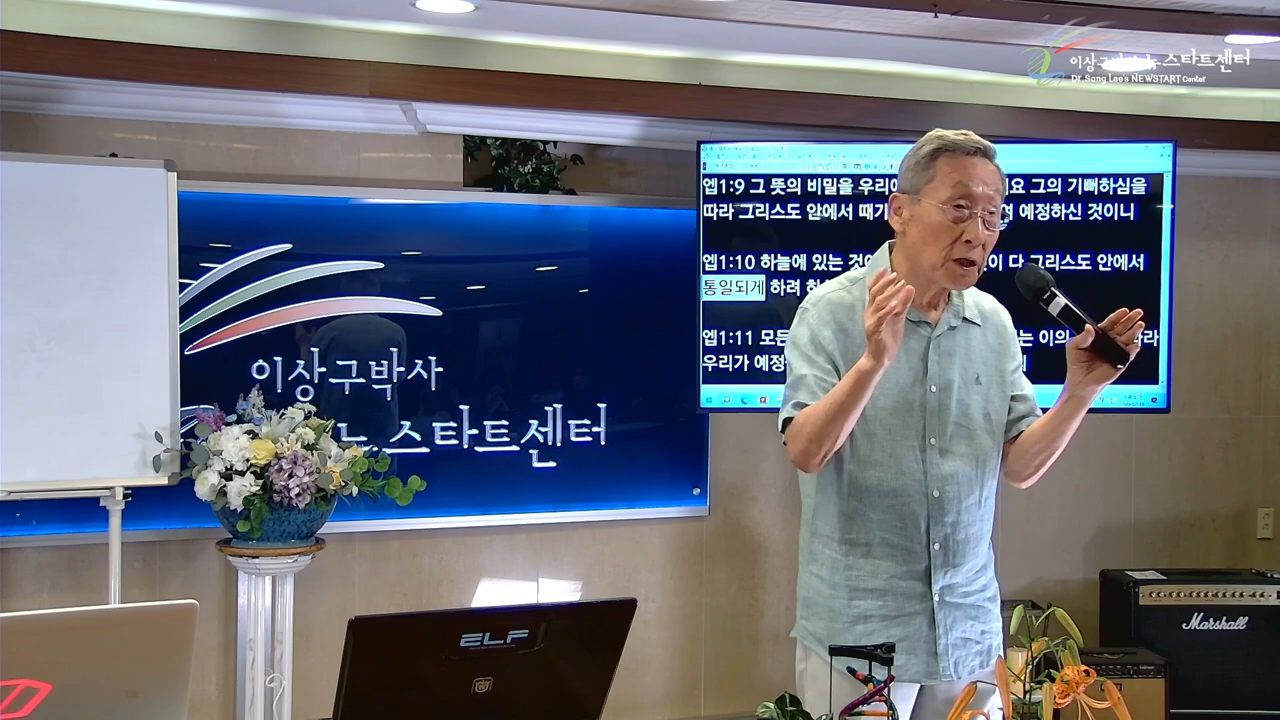 이상구박사 뉴스타트센터
Dr. Sang Lee's NEWSTART Center
엡1:9 그 뜻의 비밀을 우리에 요 그의 기뻐하심을
따라 그리스도 안에서 때가 여 예정하신 것이니
엡1:10 하늘에 있는 것이 다 그리스도 안에서
통일되게 하려
엡1:11 모든 는 이의
우리가 예정
이상구박사
뉴스타트센터
ELF
Marshall